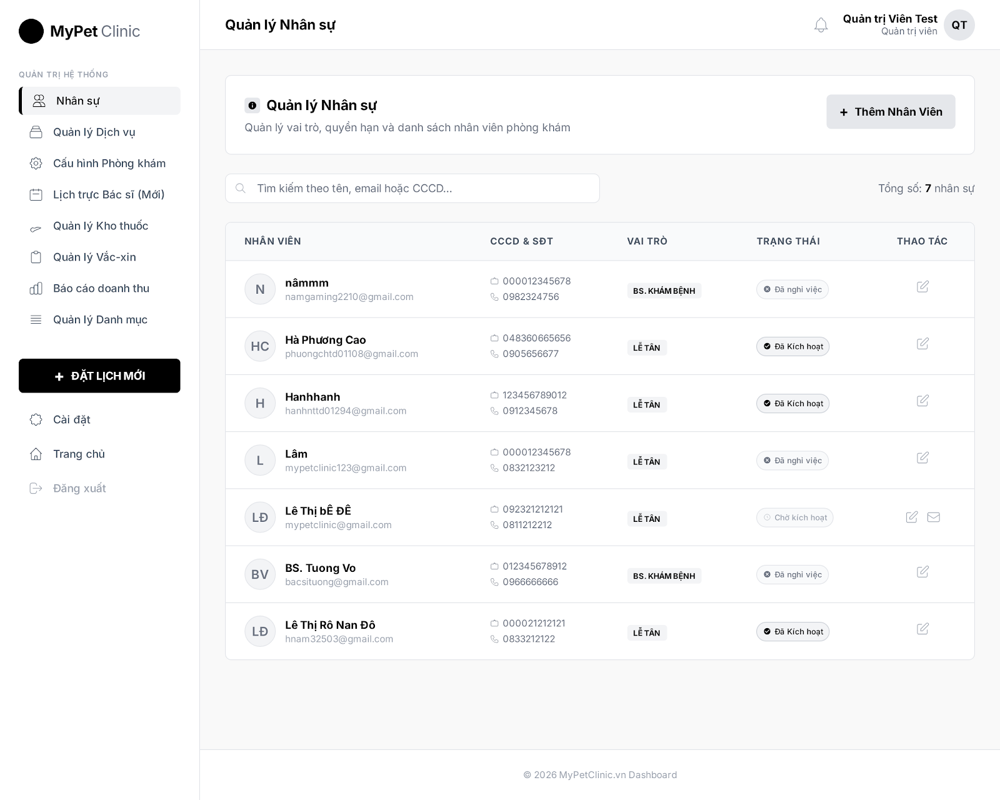 MyPet Clinic
QUẢN TRỊ HỆ THỐNG
Nhân sự
Quản lý Dịch vụ
Cấu hình Phòng khám
Lịch trực Bác sĩ (Mới)
Quản lý Kho thuốc
Quản lý Vắc-xin
Báo cáo doanh thu
Quản lý Danh mục
+ ĐẶT LỊCH MỚI
Cài đặt
Trang chủ
Đăng xuất
Quản lý Nhân sự
Quản trị Viên Test
Quản trị viên
QT
Quản lý Nhân sự
Quản lý vai trò, quyền hạn và danh sách nhân viên phòng khám
+ Thêm Nhân Viên
Tìm kiếm theo tên, email hoặc CCCD...
Tổng số: 7 nhân sự
NHÂN VIÊN CCCD & SĐT VAI TRÒ TRẠNG THÁI THAO TÁC
N
nâmmm
namgaming2210@gmail.com
000012345678
0982324756
BS. KHÁM BỆNH
Đã nghỉ việc
HC
Hà Phương Cao
phuongchtd01108@gmail.com
048360665656
0905656677
LỄ TÂN
Đã Kích hoạt
H
Hanhhanh
hanhnttd01294@gmail.com
123456789012
0912345678
LỄ TÂN
Đã Kích hoạt
L
Lâm
mypetclinic123@gmail.com
000012345678
0832123212
LỄ TÂN
Đã nghỉ việc
LĐ
Lê Thị bÊ ĐÊ
mypetclinic@gmail.com
092321212121
0811212212
LỄ TÂN
Chờ kích hoạt
BV
BS. Tuong Vo
bacsituong@gmail.com
012345678912
0966666666
BS. KHÁM BỆNH
Đã nghỉ việc
LĐ
Lê Thị Rô Nan Đô
hnam32503@gmail.com
000021212121
0833212122
LỄ TÂN
Đã Kích hoạt
© 2026 MyPetClinic.vn Dashboard